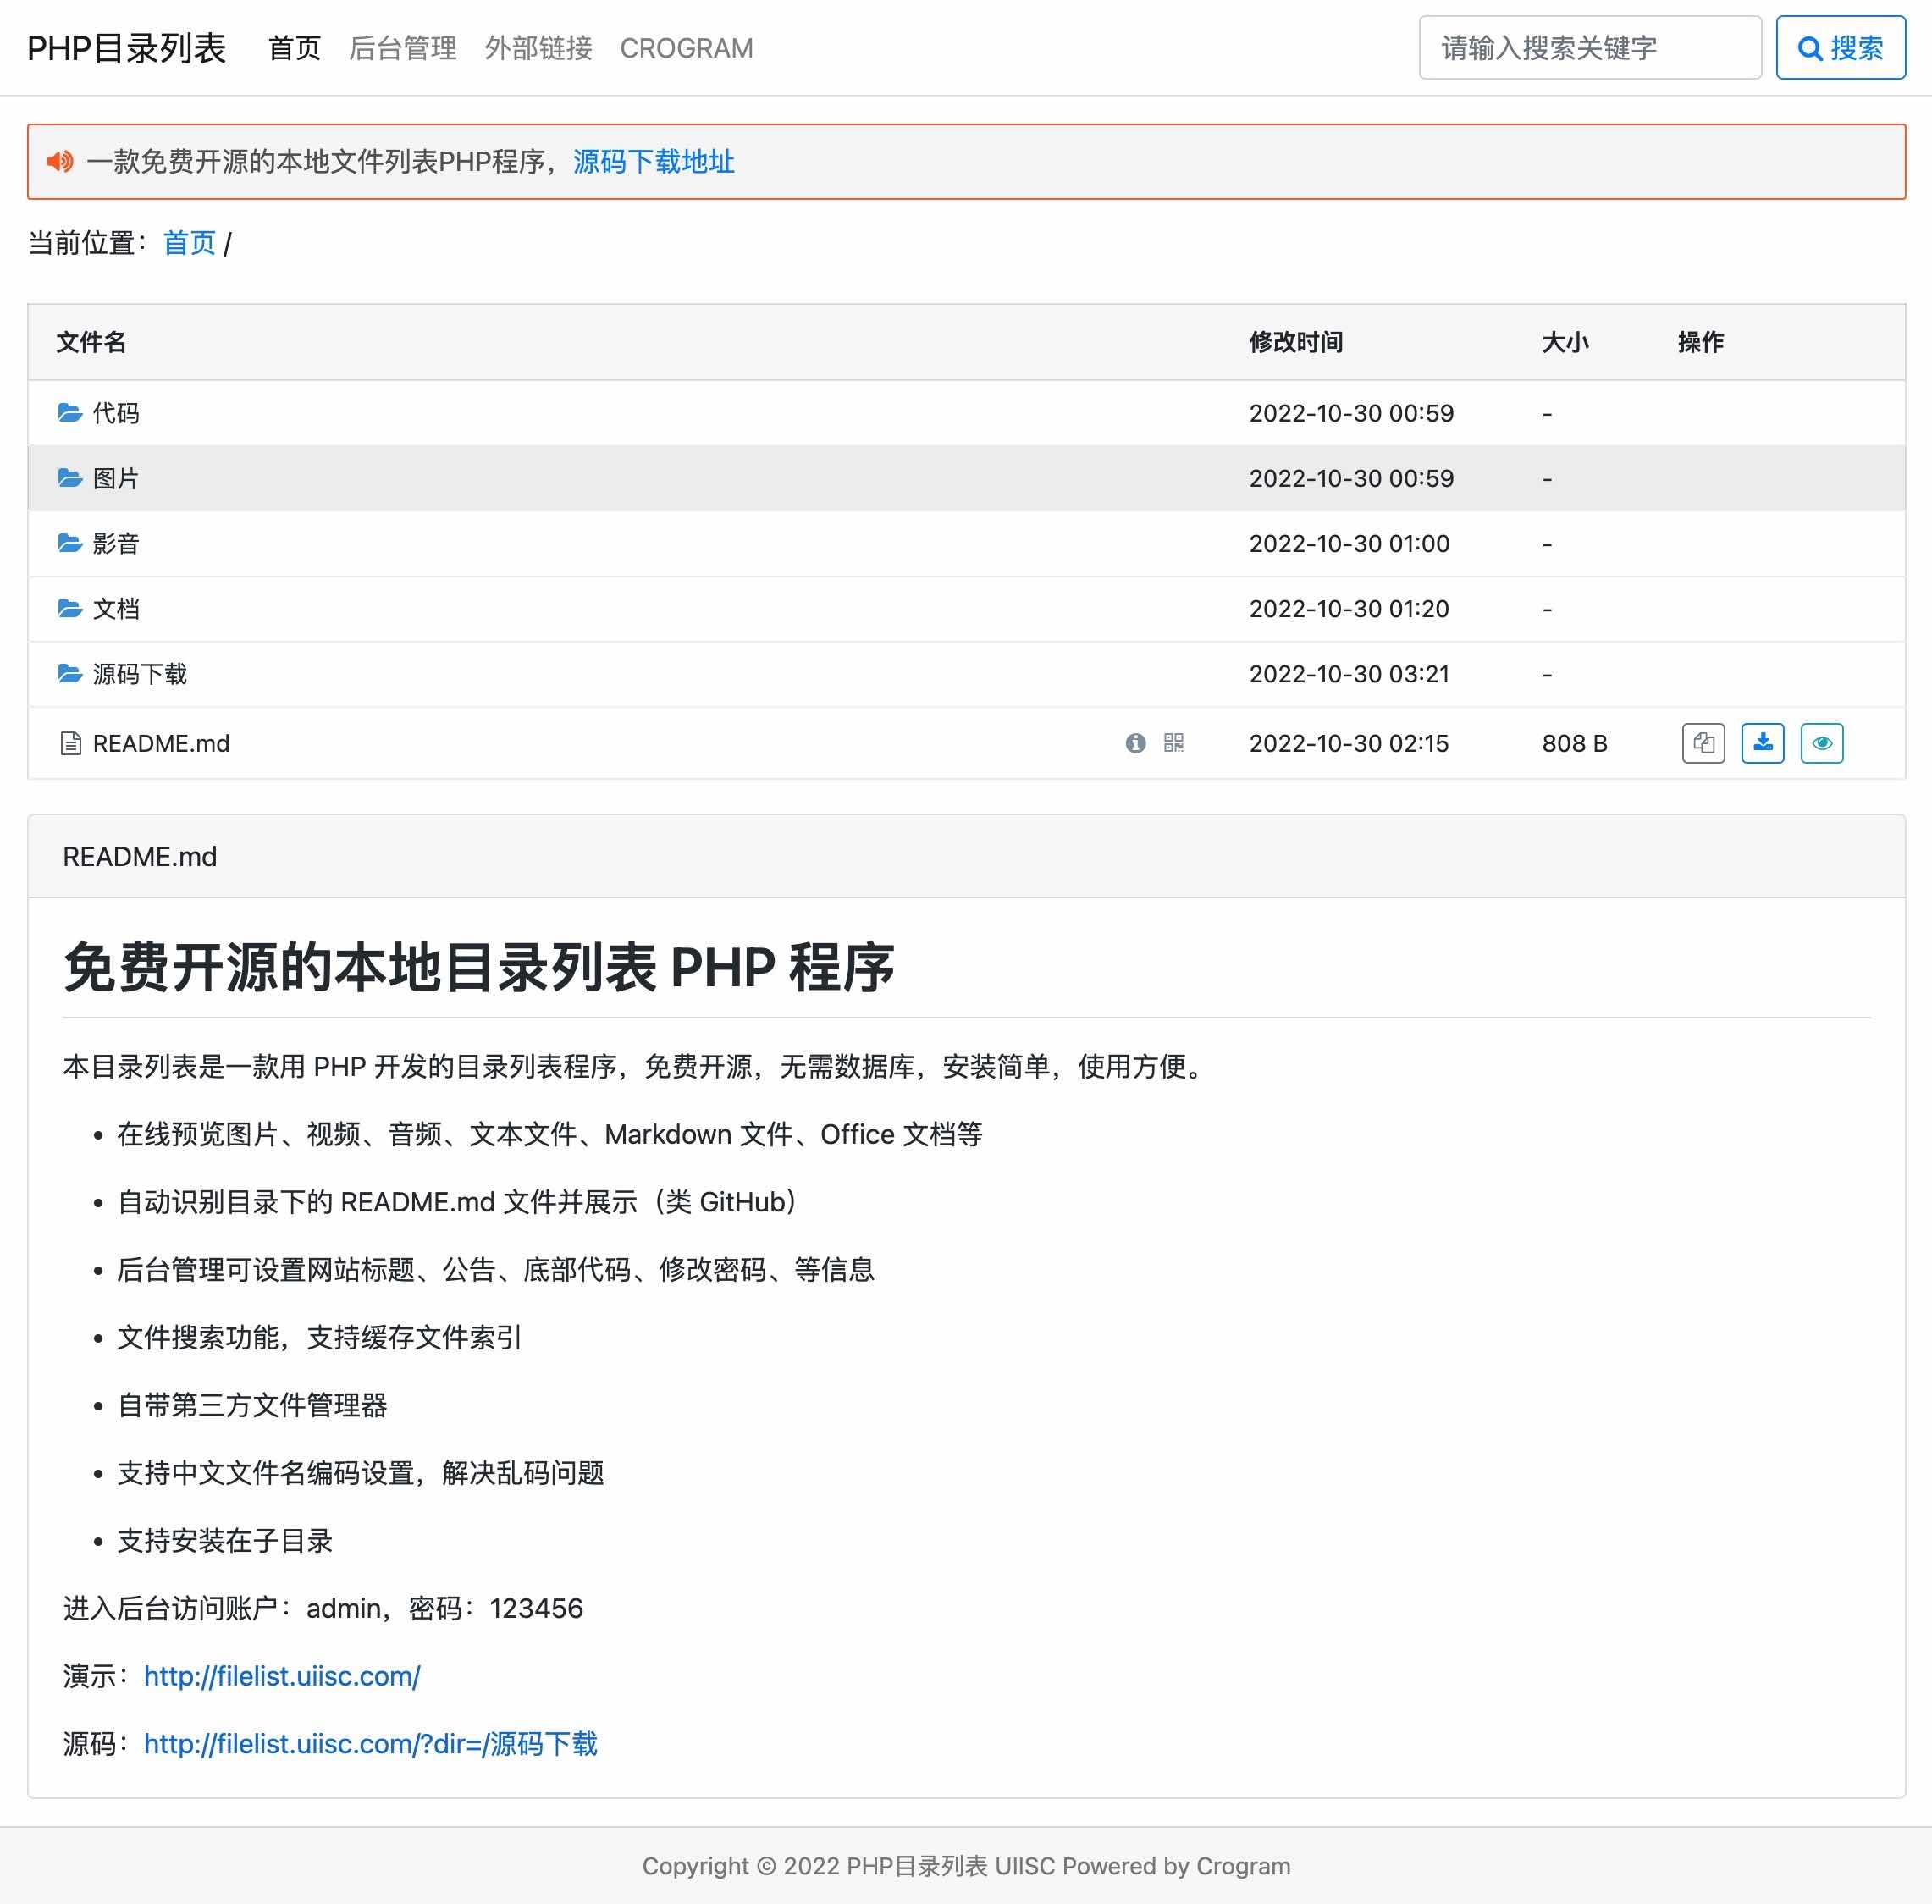 PHP目录列表 首页 后台管理 外部链接 CROGRAM 请输入搜索关键字 搜索
一款免费开源的本地文件列表PHP程序，源码下载地址
当前位置：首页 /
文件名 修改时间 大小 操作
代码 2022-10-30 00:59 -
图片 2022-10-30 00:59 -
影音 2022-10-30 01:00 -
文档 2022-10-30 01:20 -
源码下载 2022-10-30 03:21 -
README.md 2022-10-30 02:15 808 B
README.md
免费开源的本地目录列表 PHP 程序
本目录列表是一款用 PHP 开发的目录列表程序，免费开源，无需数据库，安装简单，使用方便。
• 在线预览图片、视频、音频、文本文件、Markdown 文件、Office 文档等
• 自动识别目录下的 README.md 文件并展示（类 GitHub）
• 后台管理可设置网站标题、公告、底部代码、修改密码、等信息
• 文件搜索功能，支持缓存文件索引
• 自带第三方文件管理器
• 支持中文文件名编码设置，解决乱码问题
• 支持安装在子目录
进入后台访问账户：admin，密码：123456
演示：http://filelist.uiisc.com/
源码：http://filelist.uiisc.com/?dir=/源码下载
Copyright © 2022 PHP目录列表 UIISC Powered by Crogram